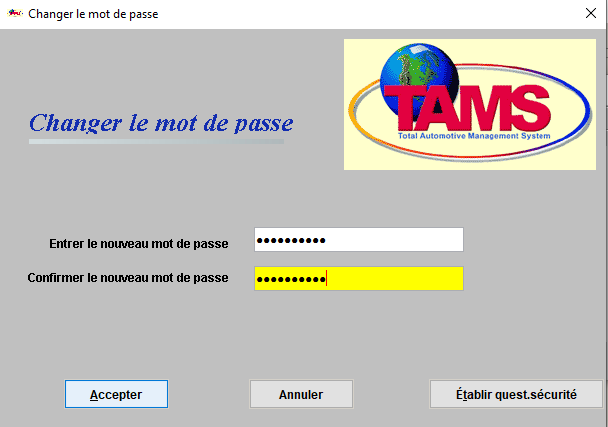 Changer le mot de passe
TAMS
Total Automotive Management System
Changer le mot de passe
Entrer le nouveau mot de passe
••••••••••
Confirmer le nouveau mot de passe
••••••••••
Accepter
Annuler
Établir quest.sécurité